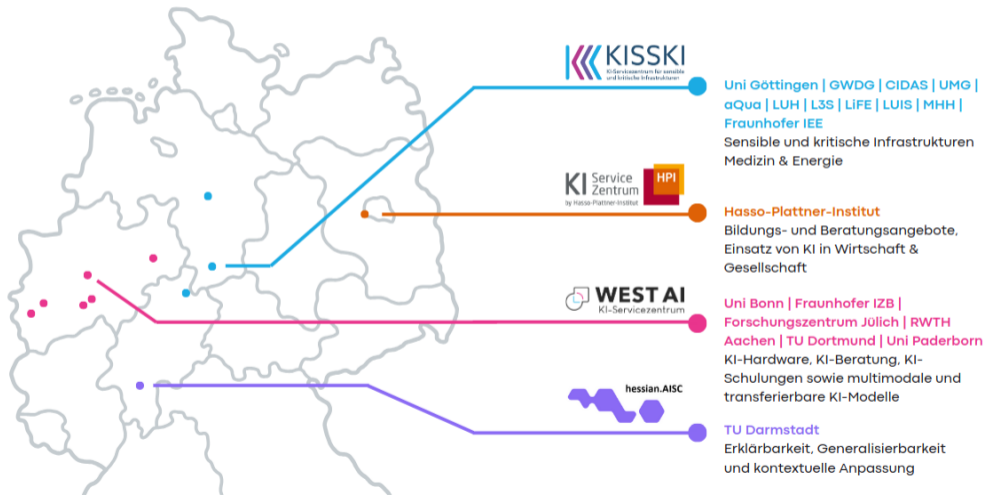 KISSKI
KI-Servicezentrum für sensible
und kritische Infrastrukturen
Uni Göttingen | GWDG | CIDAS | UMG |
aQua | LUH | L3S | LiFE | LUIS | MHH |
Fraunhofer IEE
Sensible und kritische Infrastrukturen
Medizin & Energie
KI Service
Zentrum
by Hasso-Plattner-Institut
HPI
Hasso-Plattner-Institut
Bildungs- und Beratungsangebote,
Einsatz von KI in Wirtschaft &
Gesellschaft
WEST AI
KI-Servicezentrum
Uni Bonn | Fraunhofer IZB |
Forschungszentrum Jülich | RWTH
Aachen | TU Dortmund | Uni Paderborn
KI-Hardware, KI-Beratung, KI-
Schulungen sowie multimodale und
transferierbare KI-Modelle
hessian.AISC
TU Darmstadt
Erklärbarkeit, Generalisierbarkeit
und kontextuelle Anpassung